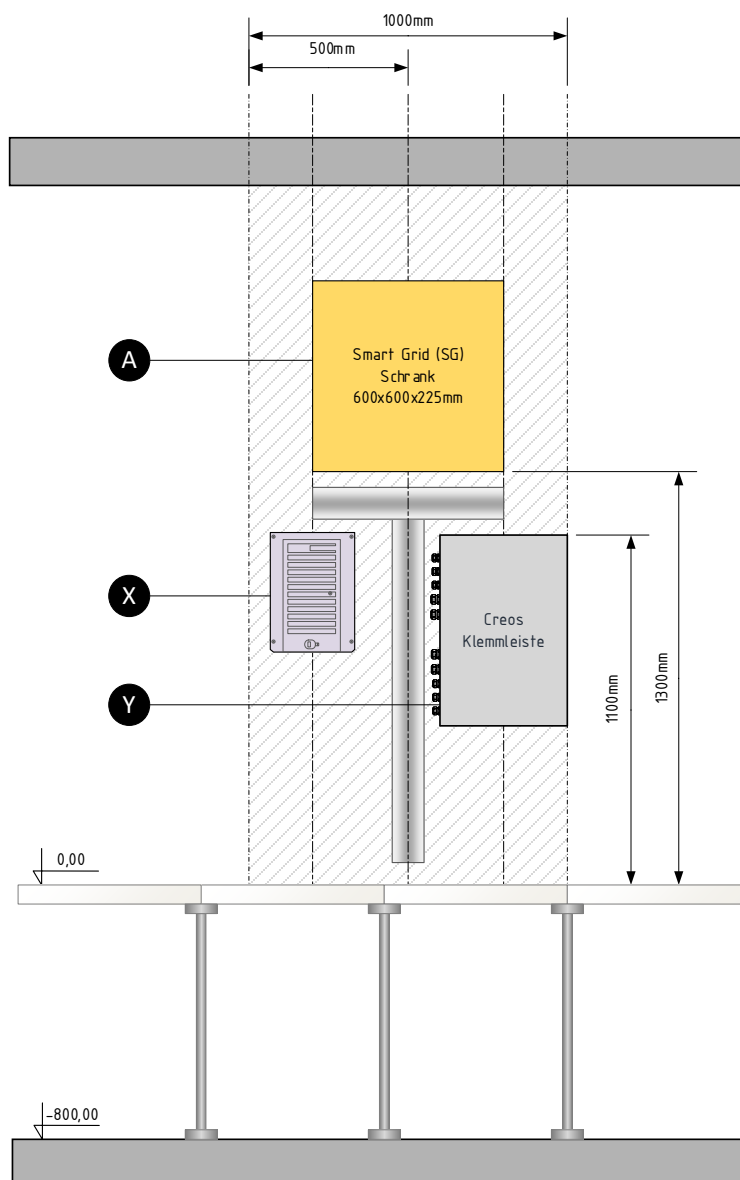 1000mm
500mm
A
Smart Grid (SG)
Schrank
600x600x225mm
X
Creos
Klemmleiste
Y
1100mm
1300mm
0,00
-800,00